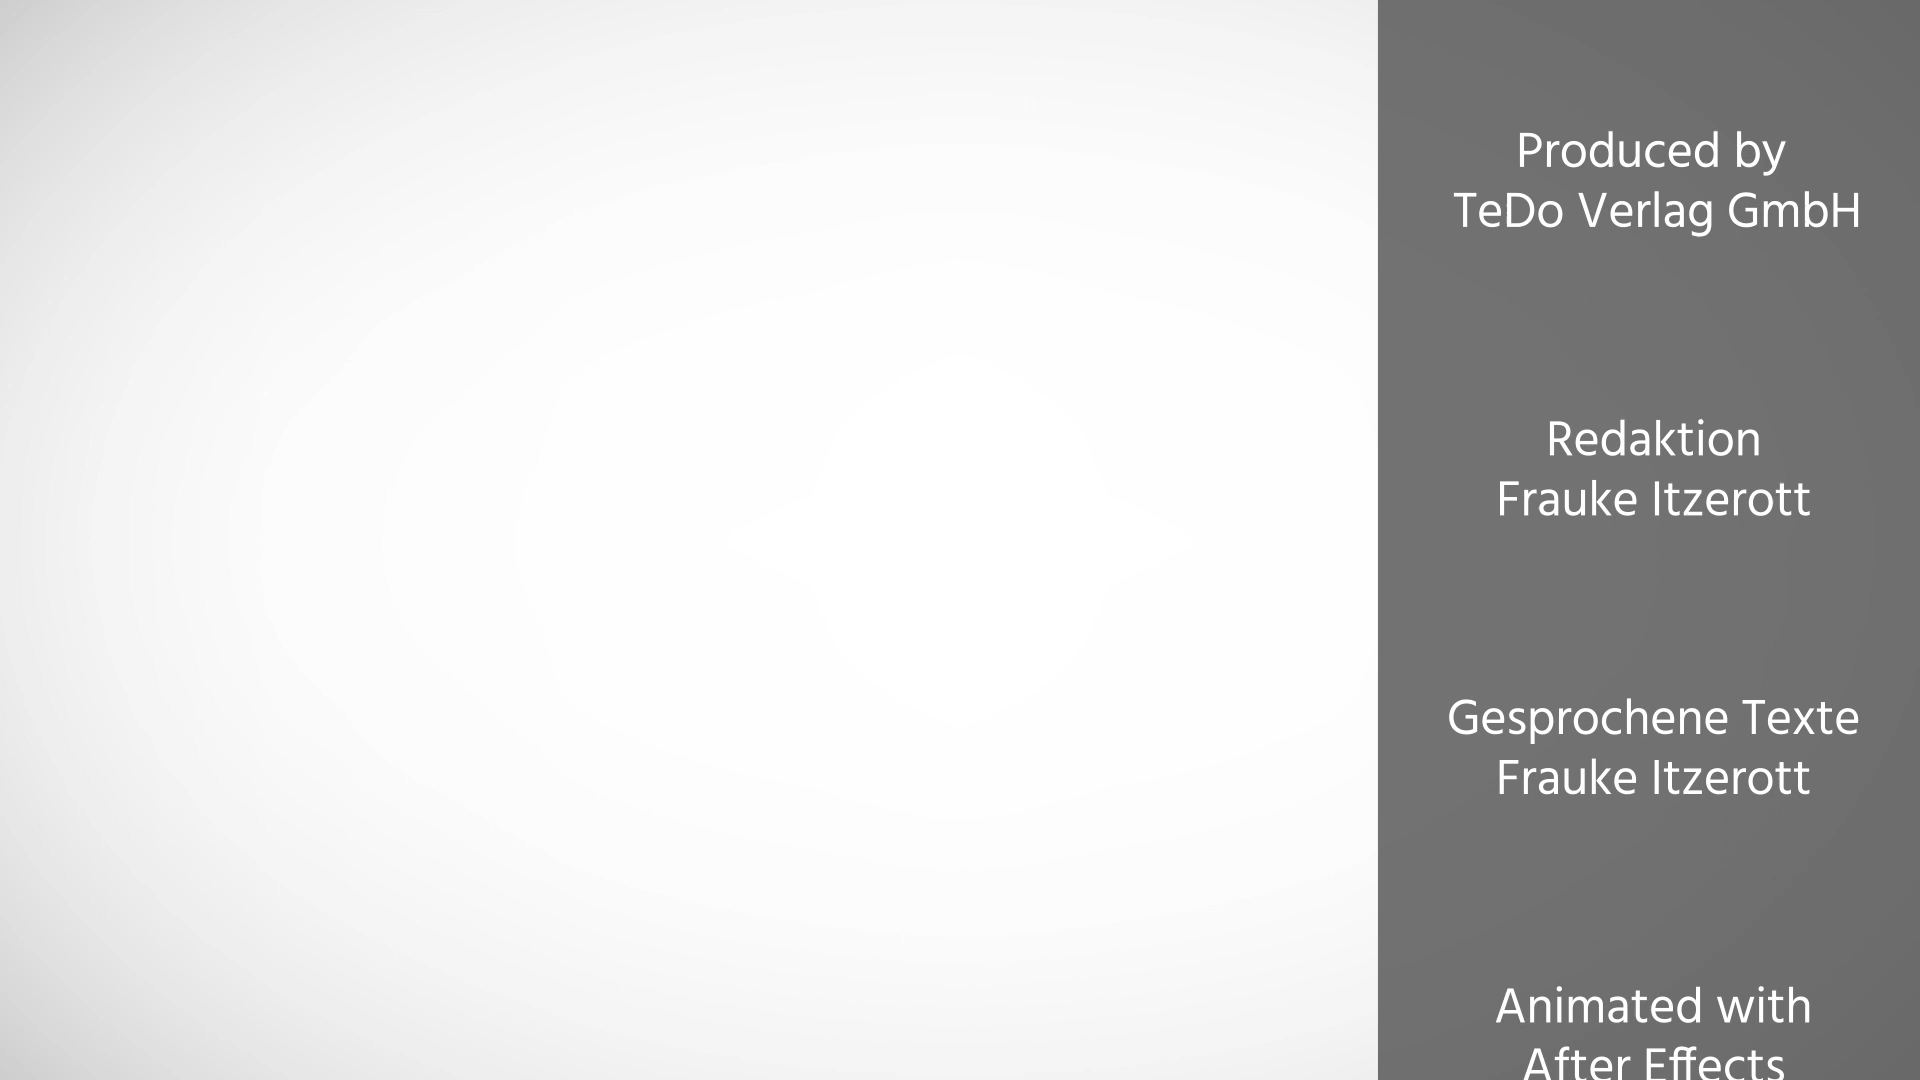 Produced by
TeDo Verlag GmbH
Redaktion
Frauke Itzerott
Gesprochene Texte
Frauke Itzerott
Animated with
After Effects